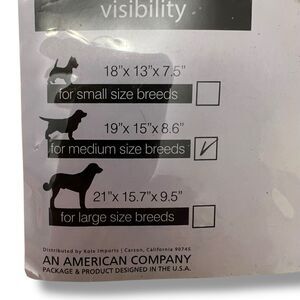 visibility
18"x 13"x 7.5"
for small size breeds
19"x 15"x 8.6"
for medium size breeds
21"x 15.7"x 9.5"
for large size breeds
Distributed by Kole Imports | Carson, California 90745
AN AMERICAN COMPANY
PACKAGE & PRODUCT DESIGNED IN THE U.S.A.